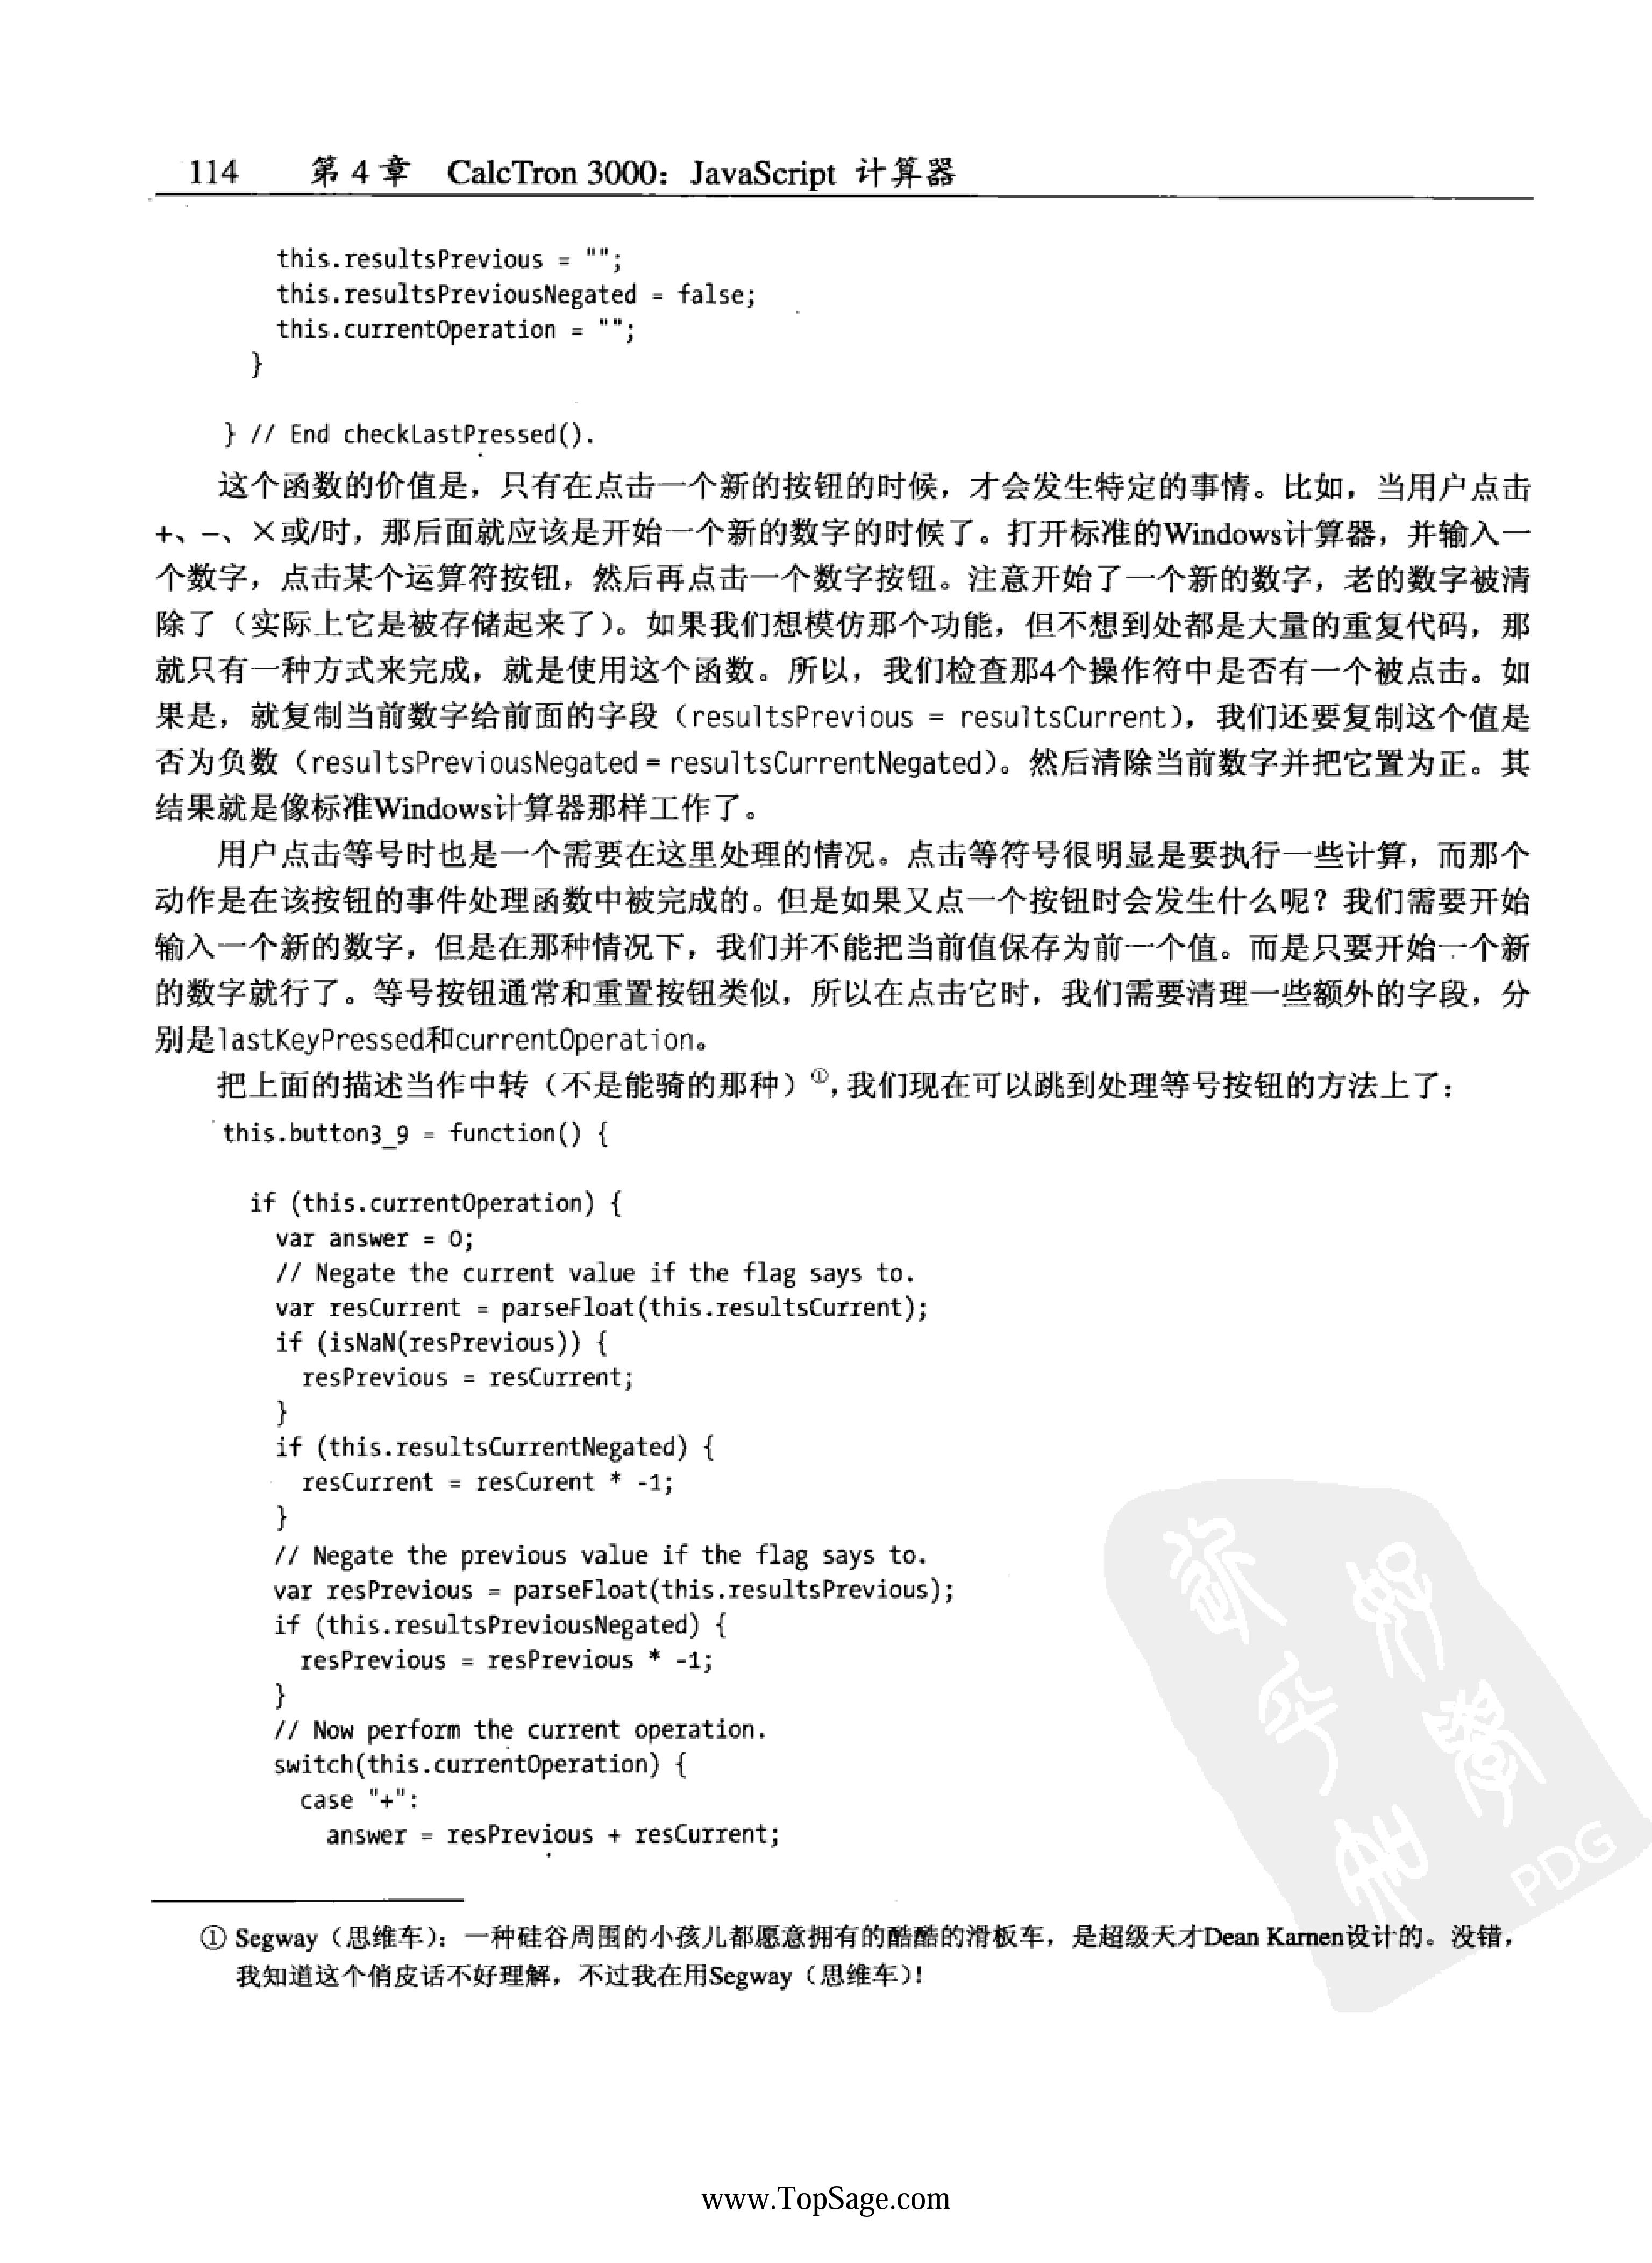 114 第 4 章 CalcTron 3000：JavaScript 计算器
this.resultsPrevious = "";
this.resultsPreviousNegated = false;
this.currentOperation = "";
}
} // End checkLastPressed().
这个函数的价值是，只有在点击一个新的按钮的时候，才会发生特定的事情。比如，当用户点击
+、–、×或/时，那后面就应该是开始一个新的数字的时候了。打开标准的Windows计算器，并输入一
个数字，点击某个运算符按钮，然后再点击一个数字按钮。注意开始了一个新的数字，老的数字被清
除了（实际上它是被存储起来了）。如果我们想模仿那个功能，但不想到处都是大量的重复代码，那
就只有一种方式来完成，就是使用这个函数。所以，我们检查那4个操作符中是否有一个被点击。如
果是，就复制当前数字给前面的字段（resultsPrevious = resultsCurrent），我们还要复制这个值是
否为负数（resultsPreviousNegated = resultsCurrentNegated）。然后清除当前数字并把它置为正。其
结果就是像标准Windows计算器那样工作了。
用户点击等号时也是一个需要在这里处理的情况。点击等符号很明显是要执行一些计算，而那个
动作是在该按钮的事件处理函数中被完成的。但是如果又点一个按钮时会发生什么呢？我们需要开始
输入一个新的数字，但是在那种情况下，我们并不能把当前值保存为前一个值。而是只要开始一个新
的数字就行了。等号按钮通常和重置按钮类似，所以在点击它时，我们需要清理一些额外的字段，分
别是lastKeyPressed和currentOperation。
把上面的描述当作中转（不是能骑的那种）①，我们现在可以跳到处理等号按钮的方法上了：
this.button3_9 = function() {
if (this.currentOperation) {
var answer = 0;
// Negate the current value if the flag says to.
var resCurrent = parseFloat(this.resultsCurrent);
if (isNaN(resPrevious)) {
resPrevious = resCurrent;
}
if (this.resultsCurrentNegated) {
resCurrent = resCurent * -1;
}
// Negate the previous value if the flag says to.
var resPrevious = parseFloat(this.resultsPrevious);
if (this.resultsPreviousNegated) {
resPrevious = resPrevious * -1;
}
// Now perform the current operation.
switch(this.currentOperation) {
case "+":
answer = resPrevious + resCurrent;
① Segway（思维车）：一种硅谷周围的小孩儿都愿意拥有的酷酷的滑板车，是超级天才Dean Karnen设计的。没错，
我知道这个俏皮话不好理解，不过我在用Segway（思维车）！
PDG
www.TopSage.com